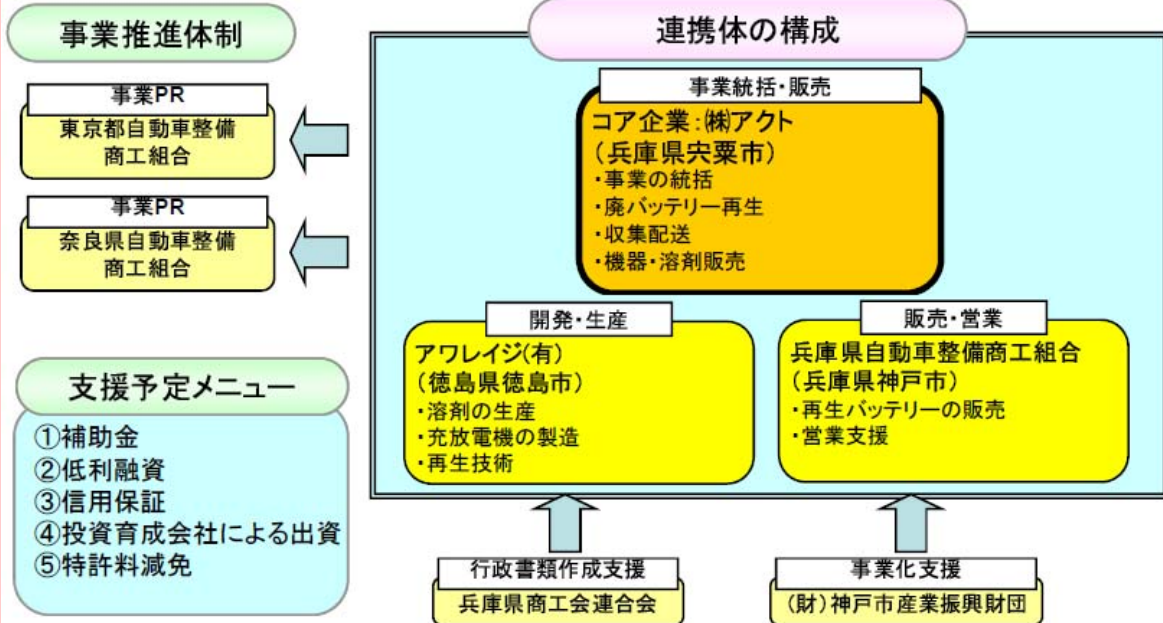 事業推進体制
事業PR
東京都自動車整備
商工組合
事業PR
奈良県自動車整備
商工組合
支援予定メニュー
①補助金
②低利融資
③信用保証
④投資育成会社による出資
⑤特許料減免
連携体の構成
事業統括・販売
コア企業:㈱アクト
(兵庫県宍粟市)
・事業の統括
・廃バッテリー再生
・収集配送
・機器・溶剤販売
開発・生産
アワレイジ(有)
(徳島県徳島市)
・溶剤の生産
・充放電機の製造
・再生技術
販売・営業
兵庫県自動車整備商工組合
(兵庫県神戸市)
・再生バッテリーの販売
・営業支援
行政書類作成支援
兵庫県商工会連合会
事業化支援
(財)神戸市産業振興財団